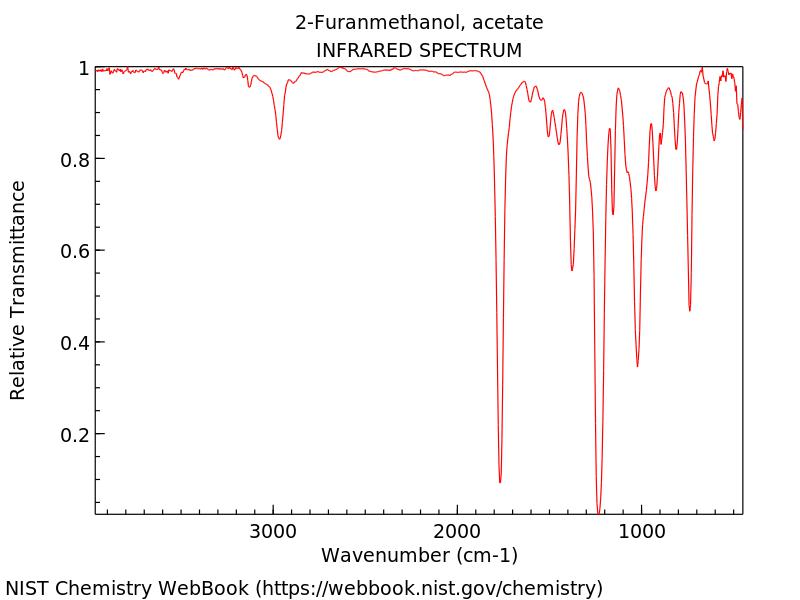 2-Furanmethanol, acetate
INFRARED SPECTRUM
1
0.8
0.6
0.4
0.2
Relative Transmittance
3000 2000 1000
Wavenumber (cm-1)
NIST Chemistry WebBook (https://webbook.nist.gov/chemistry)